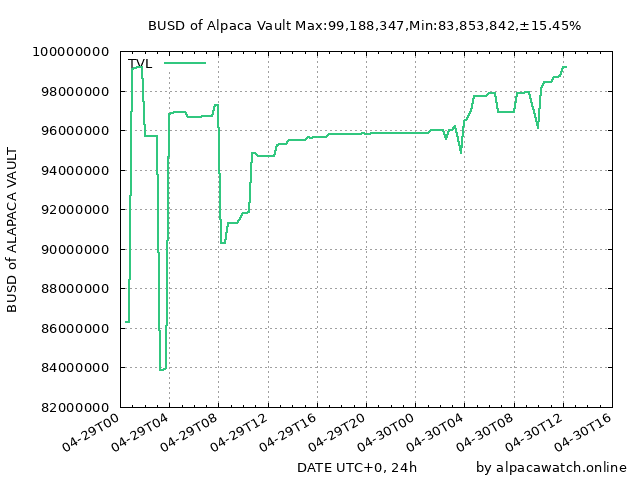 BUSD of Alpaca Vault Max:99,188,347,Min:83,853,842,±15.45%
TVL
100000000
98000000
96000000
94000000
92000000
90000000
88000000
86000000
84000000
82000000
BUSD of ALAPACA VAULT
04-29T00
04-29T04
04-29T08
04-29T12
04-29T16
04-29T20
04-30T00
04-30T04
04-30T08
04-30T12
04-30T16
DATE UTC+0, 24h
by alpacawatch.online